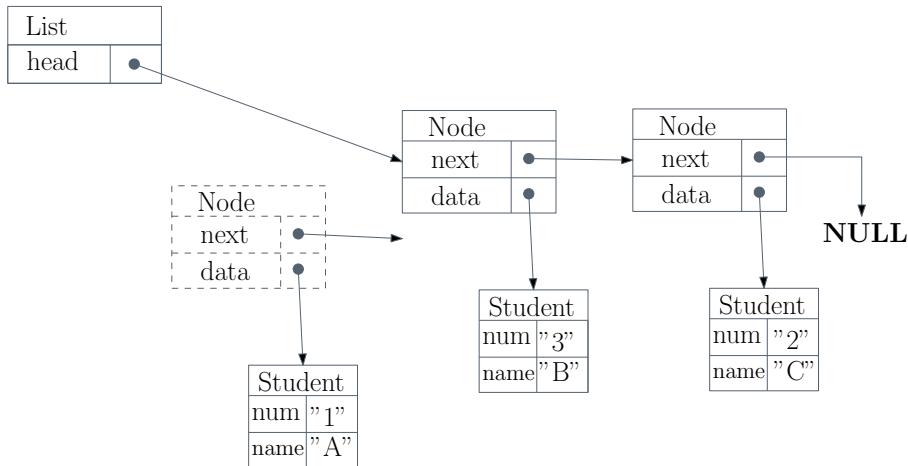 List
head
Node
next
data
Node
next
data
NULL
Node
next
data
Student
num "3"
name "B"
Student
num "2"
name "C"
Student
num "1"
name "A"